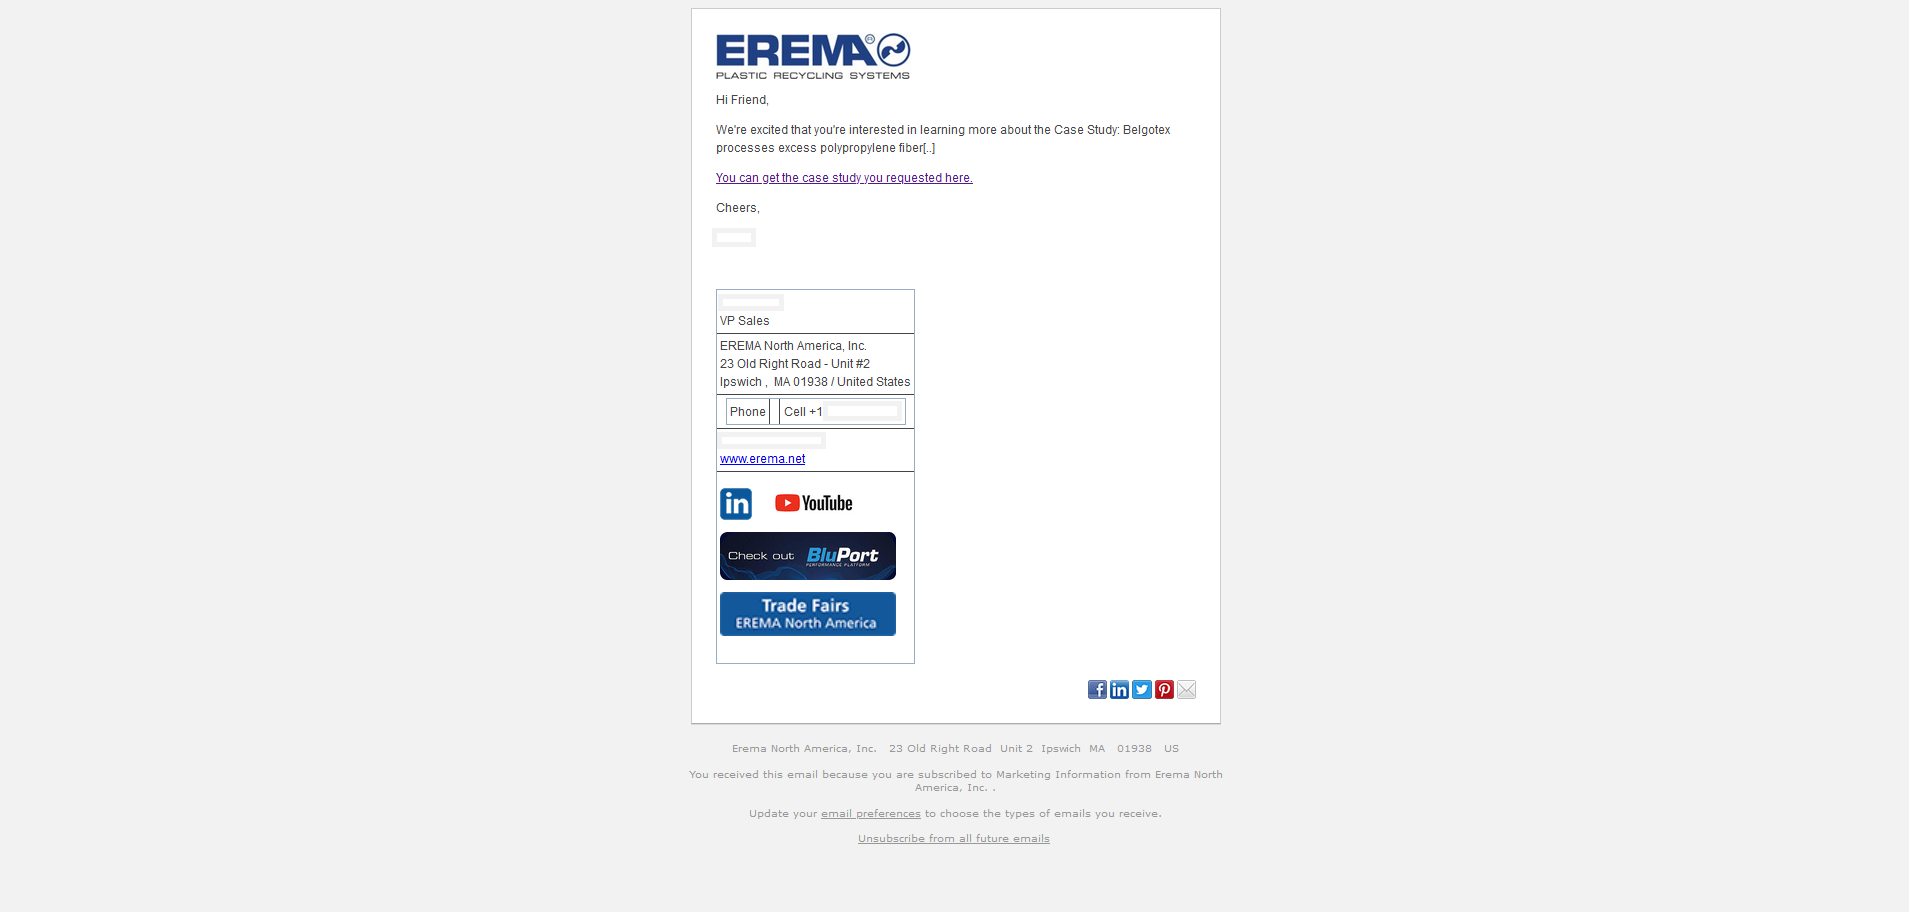 EREMA®
PLASTIC RECYCLING SYSTEMS
Hi Friend,
We're excited that you're interested in learning more about the Case Study: Belgotex
processes excess polypropylene fiber[..]
You can get the case study you requested here.
Cheers,
VP Sales
EREMA North America, Inc.
23 Old Right Road - Unit #2
Ipswich ,  MA 01938 / United States
Phone Cell +1
www.erema.net
in YouTube
Check out BluPort
PERFORMANCE PLATFORM
Trade Fairs
EREMA North America
Erema North America, Inc.   23 Old Right Road  Unit 2  Ipswich  MA   01938   US
You received this email because you are subscribed to Marketing Information from Erema North
America, Inc. .
Update your email preferences to choose the types of emails you receive.
Unsubscribe from all future emails